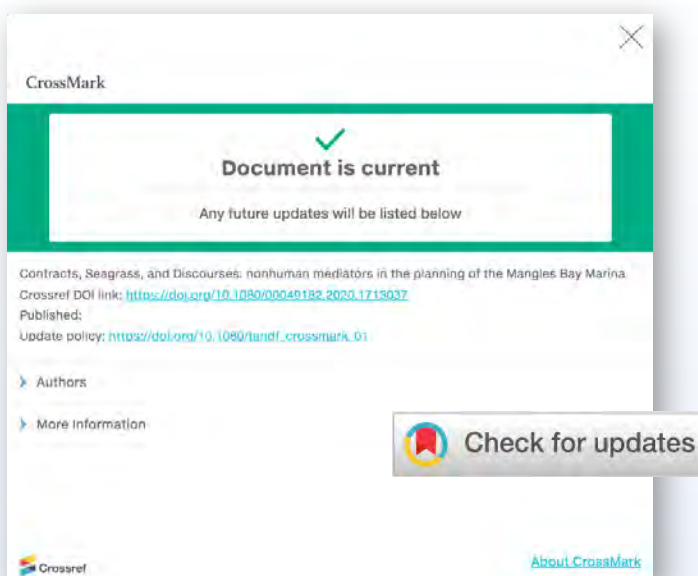 CrossMark
Document is current
Any future updates will be listed below
Contracts, Seagrass, and Discourses: nonhuman mediators in the planning of the Mangles Bay Marina
Crossref DOI link: https://doi.org/10.1080/00049182.2020.1713037
Published:
Update policy: https://doi.org/10.1080/tandf_crossmark_01
Authors
More Information
Check for updates
Crossref
About CrossMark